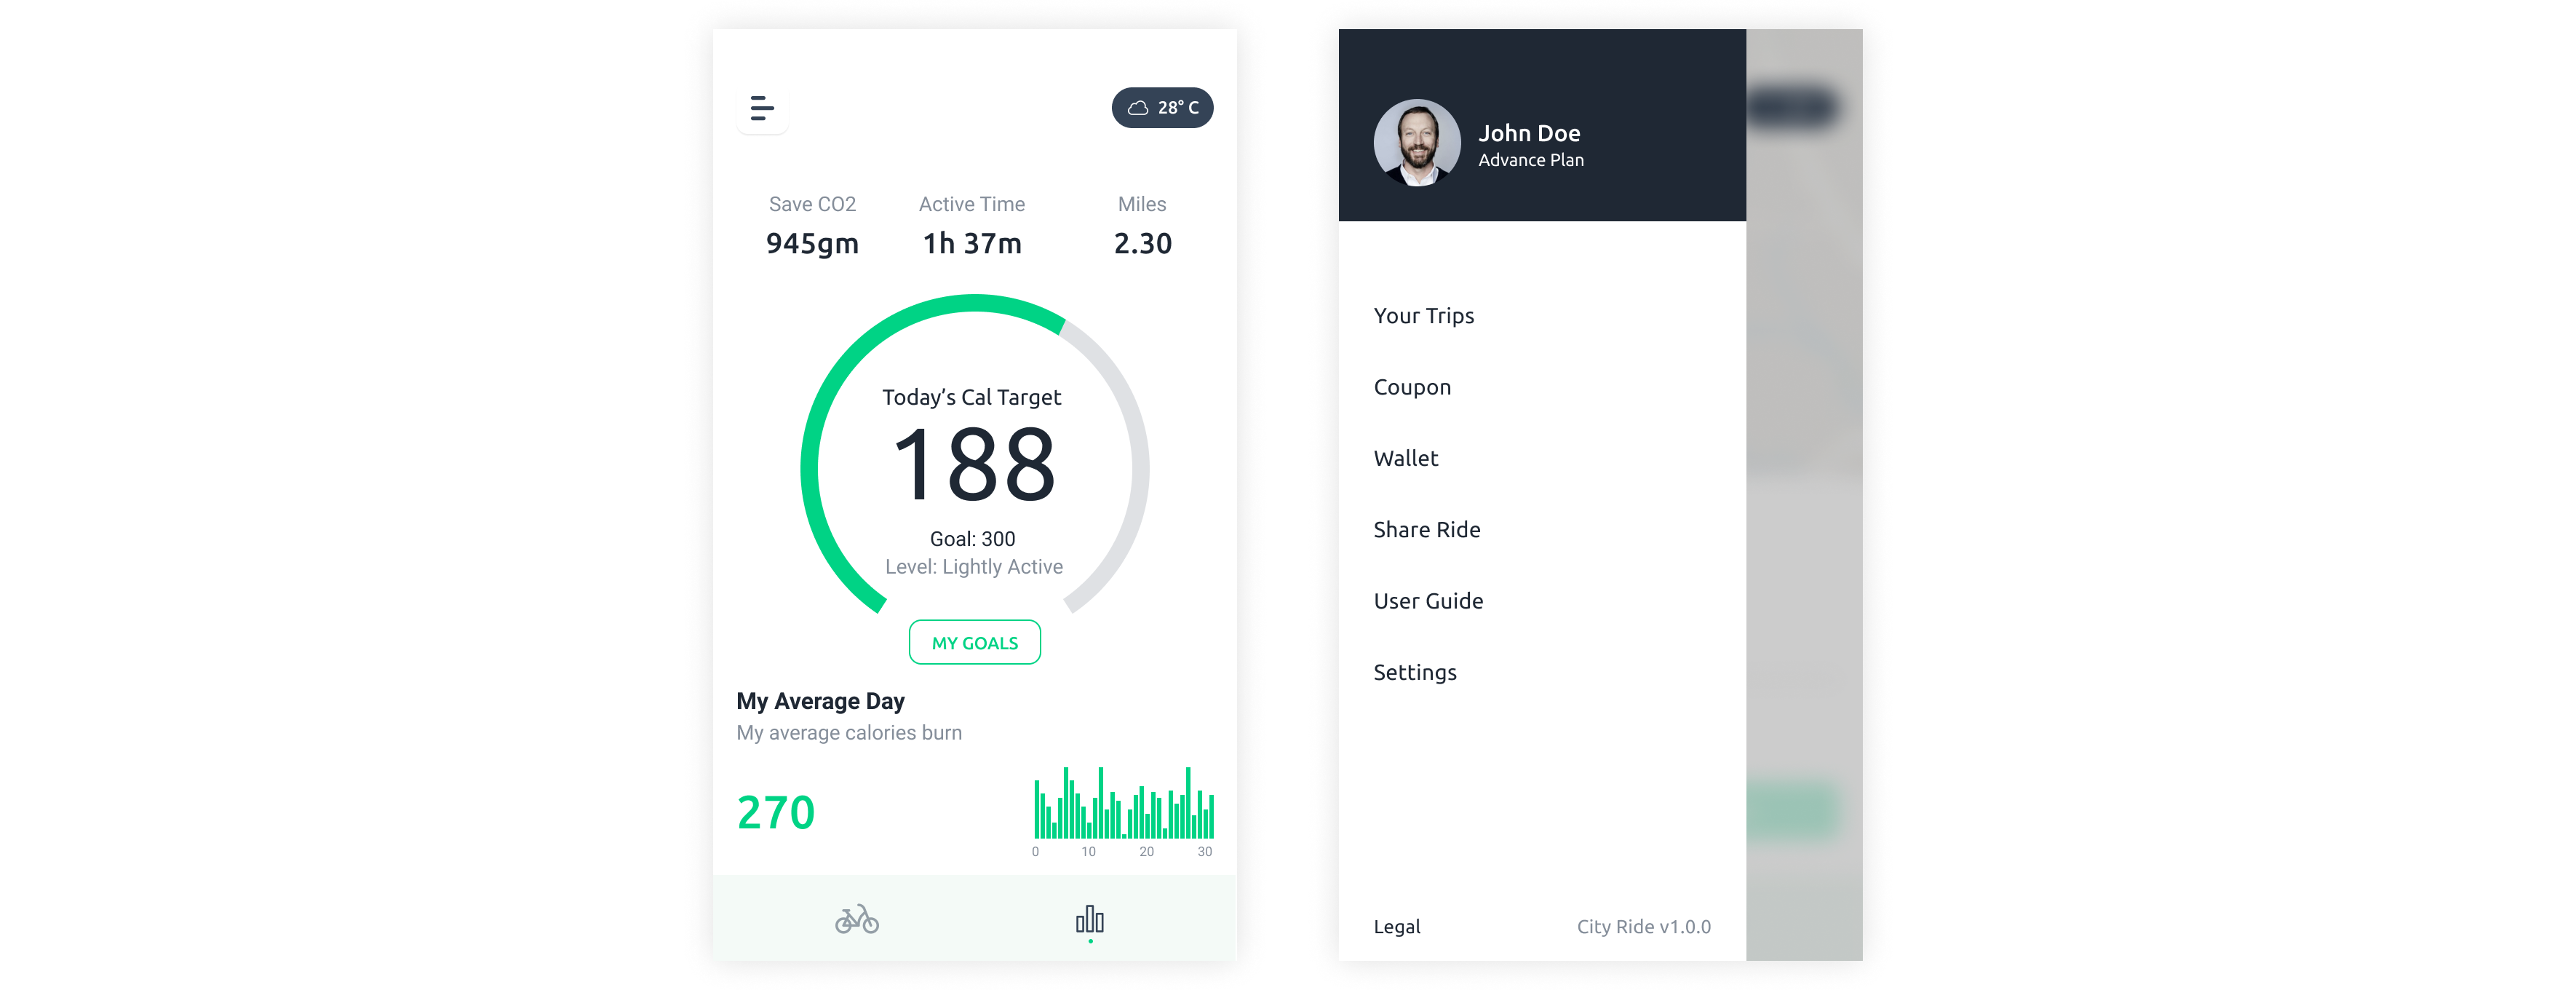 28° C
Save CO2
945gm
Active Time
1h 37m
Miles
2.30
Today’s Cal Target
188
Goal: 300
Level: Lightly Active
MY GOALS
My Average Day
My average calories burn
270
0 10 20 30
John Doe
Advance Plan
Your Trips
Coupon
Wallet
Share Ride
User Guide
Settings
Legal
City Ride v1.0.0